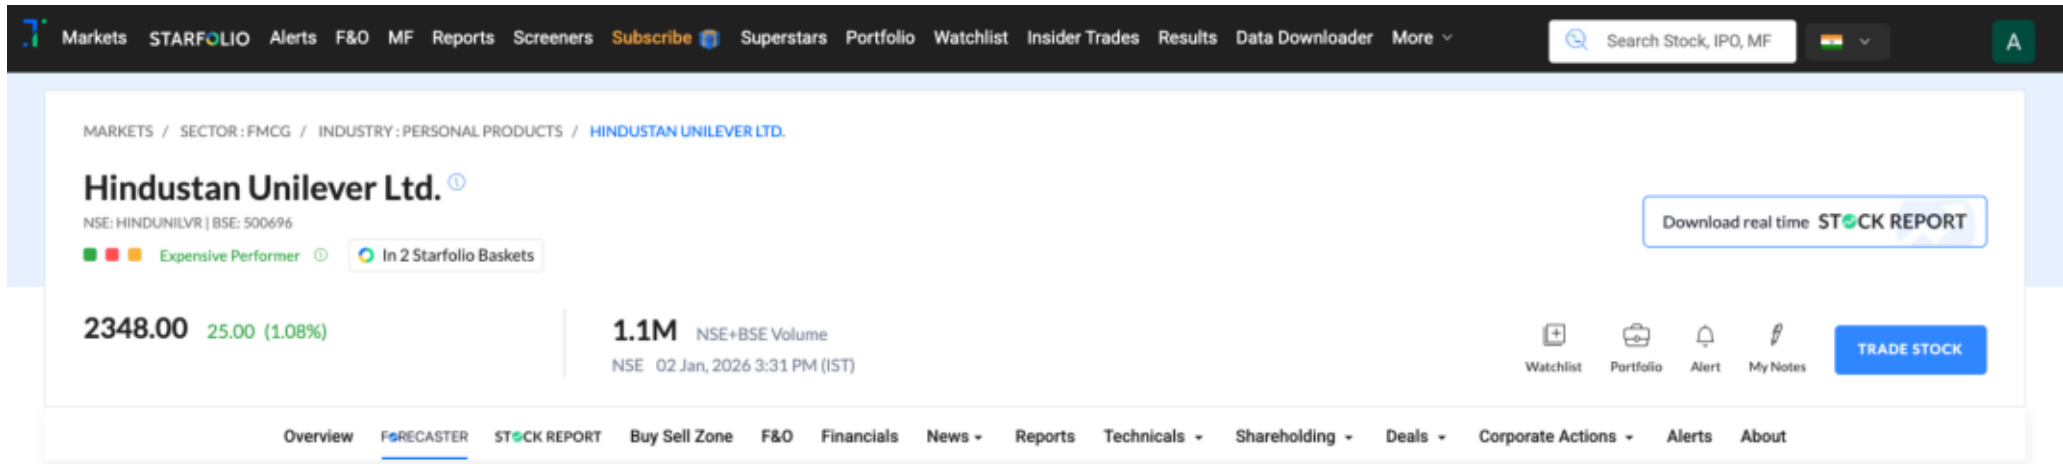 Markets STARFOLIO Alerts F&O MF Reports Screeners Subscribe Superstars Portfolio Watchlist Insider Trades Results Data Downloader More Search Stock, IPO, MF A
MARKETS / SECTOR : FMCG / INDUSTRY : PERSONAL PRODUCTS / HINDUSTAN UNILEVER LTD.
Hindustan Unilever Ltd.
NSE: HINDUNILVR | BSE: 500696
Expensive Performer In 2 Starfolio Baskets
Download real time STOCK REPORT
2348.00 25.00 (1.08%)
1.1M NSE+BSE Volume
NSE 02 Jan, 2026 3:31 PM (IST)
Watchlist Portfolio Alert My Notes TRADE STOCK
Overview FORECASTER STOCK REPORT Buy Sell Zone F&O Financials News Reports Technicals Shareholding Deals Corporate Actions Alerts About